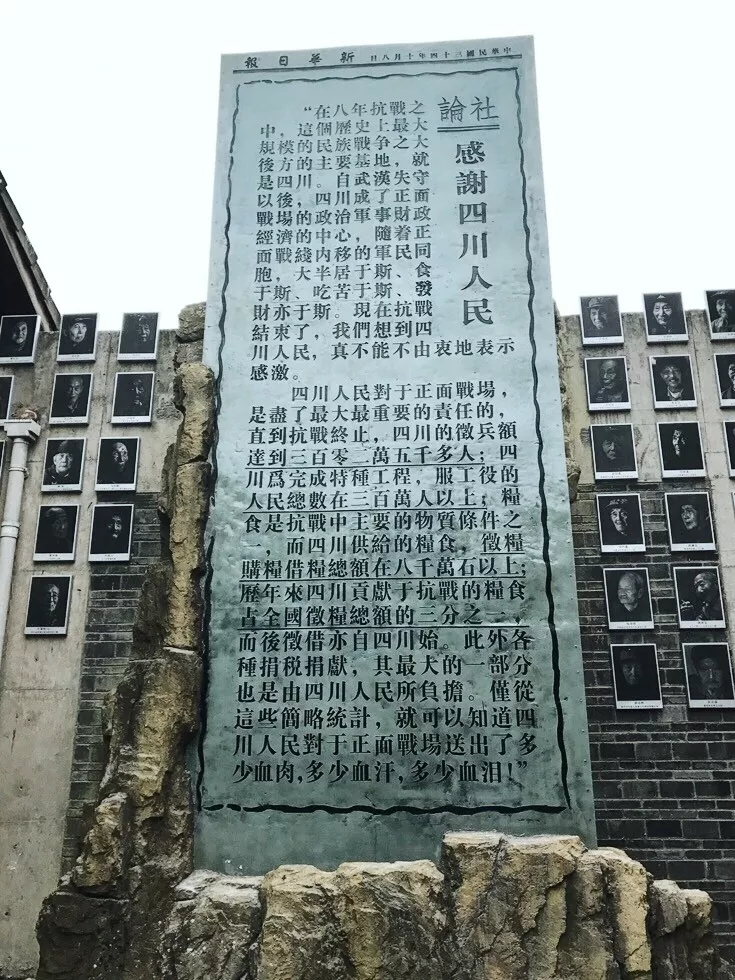 中華民國三十四年十月八日 新華日報
社論
感謝四川人民
“在八年抗戰之
中，這個歷史上最大
規模的民族戰争之大
後方的主要基地，就
是四川。自武漢失守
以後，四川成了正面
戰場的政治軍事財政
經濟的中心，隨着正
面戰綫内移的軍民同
胞，大半居于斯、食
于斯、吃苦于斯、發
財亦于斯。現在抗戰
結束了，我們想到四
川人民，真不能不由衷地表示
感激。
四川人民對于正面戰場，
是盡了最大最重要的責任的，
直到抗戰終止，四川的徵兵額
達到三百零二萬五千多人；四
川爲完成特種工程，服工役的
人民總數在三百萬人以上；糧
食是抗戰中主要的物質條件之
一，而四川供給的糧食，徵糧
購糧借糧總額在八千萬石以上；
歷年來四川貢獻于抗戰的糧食
占全國徵糧總額的三分之一，
而後徵借亦自四川始。此外各
種捐税捐獻，其最大的一部分
也是由四川人民所負擔。僅從
這些簡略統計，就可以知道四
川人民對于正面戰場送出了多
少血肉，多少血汗，多少血泪！”